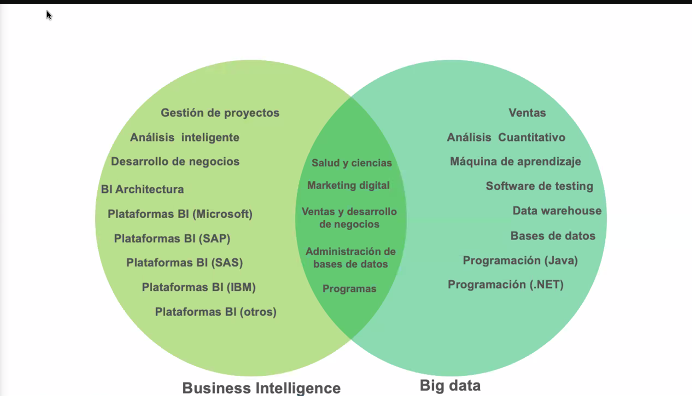 Gestión de proyectos
Análisis inteligente
Desarrollo de negocios
BI Architectura
Plataformas BI (Microsoft)
Plataformas BI (SAP)
Plataformas BI (SAS)
Plataformas BI (IBM)
Plataformas BI (otros)
Salud y ciencias
Marketing digital
Ventas y desarrollo
de negocios
Administración de
bases de datos
Programas
Ventas
Análisis Cuantitativo
Máquina de aprendizaje
Software de testing
Data warehouse
Bases de datos
Programación (Java)
Programación (.NET)
Business Intelligence
Big data